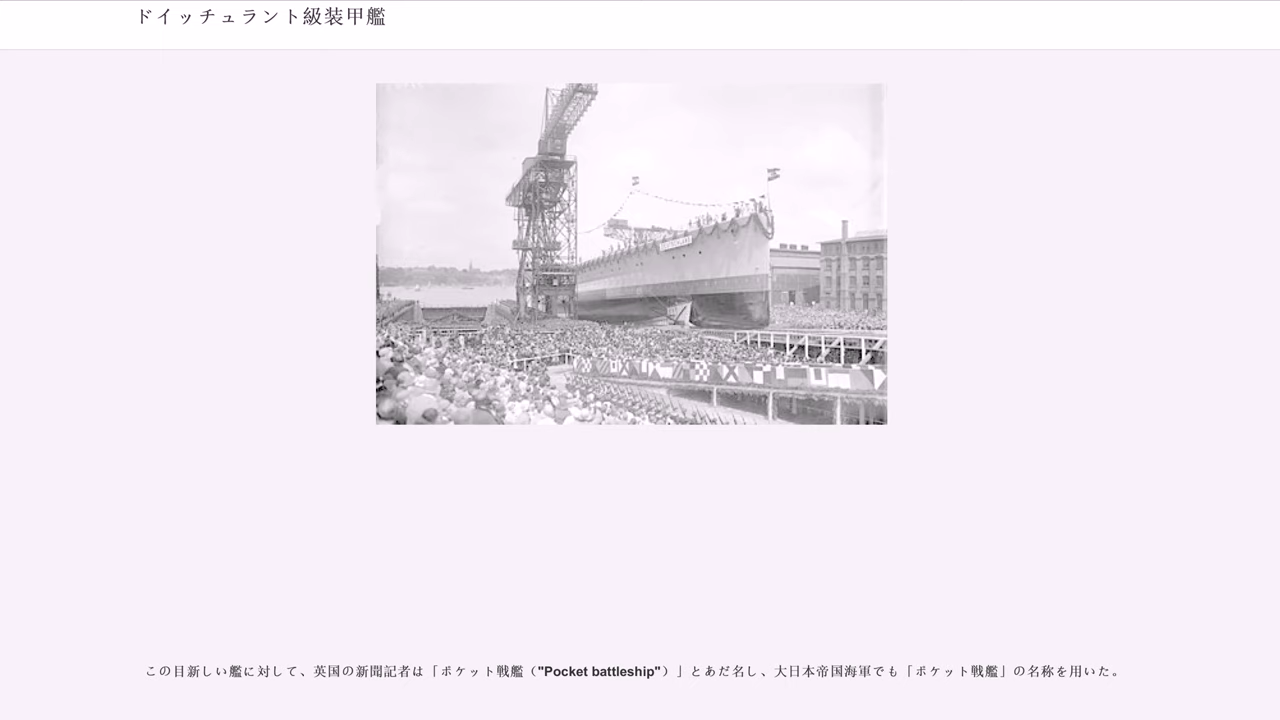 ドイッチュラント級装甲艦
この目新しい艦に対して、英国の新聞記者は「ポケット戦艦（"Pocket battleship"）」とあだ名し、大日本帝国海軍でも「ポケット戦艦」の名称を用いた。